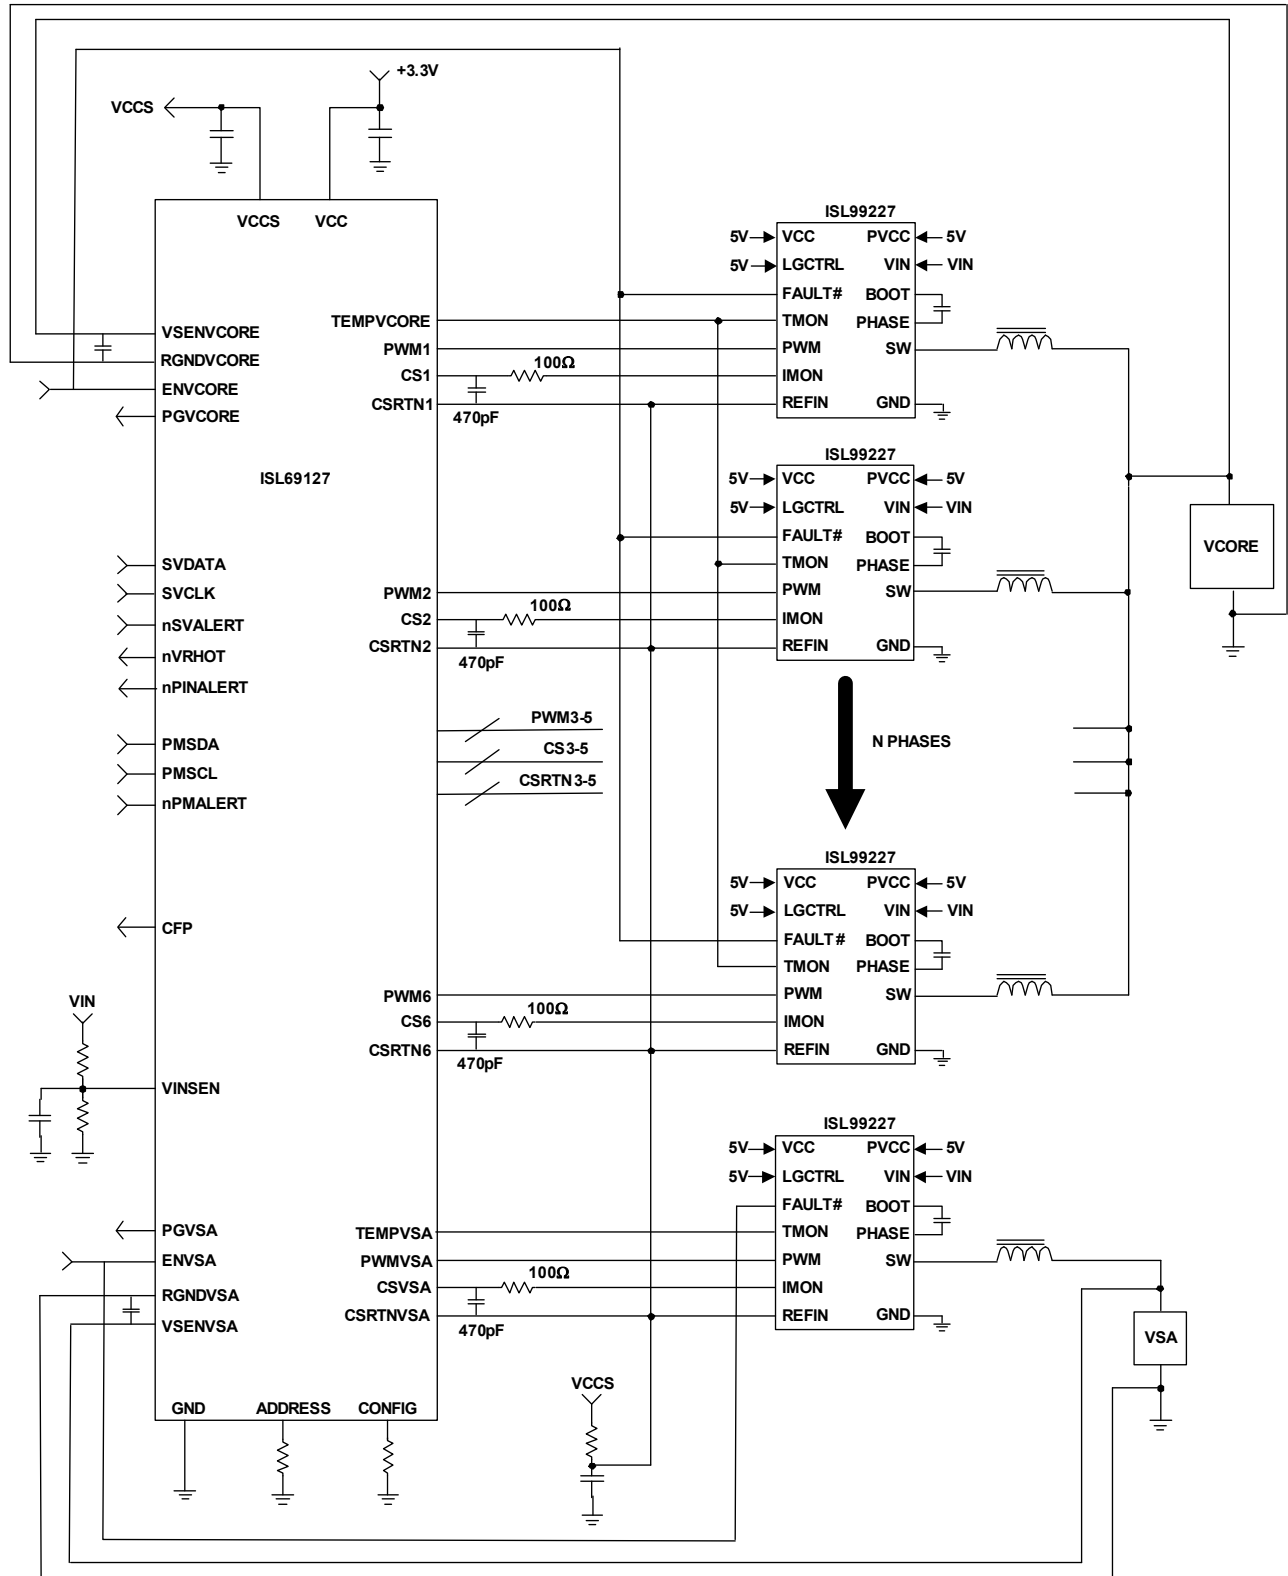 +3.3V
VCCS
VCCS VCC
ISL99227
5V VCC PVCC 5V
5V LGCTRL VIN VIN
FAULT# BOOT
TMON PHASE
PWM SW
IMON
REFIN GND
VSENVCORE
RGNDVCORE
ENVCORE
PGVCORE
TEMPVCORE
PWM1
CS1 100Ω
CSRTN1 470pF
ISL69127
ISL99227
5V VCC PVCC 5V
5V LGCTRL VIN VIN
FAULT# BOOT
TMON PHASE
PWM SW
IMON
REFIN GND
VCORE
SVDATA
SVCLK
nSVALERT
nVRHOT
nPINALERT
PWM2
CS2 100Ω
CSRTN2 470pF
PMSDA
PMSCL
nPMALERT
PWM3-5
CS3-5
CSRTN3-5
N PHASES
ISL99227
5V VCC PVCC 5V
5V LGCTRL VIN VIN
FAULT# BOOT
TMON PHASE
PWM SW
IMON
REFIN GND
CFP
VIN
VINSEN
PWM6
CS6 100Ω
CSRTN6 470pF
ISL99227
5V VCC PVCC 5V
5V LGCTRL VIN VIN
FAULT# BOOT
TMON PHASE
PWM SW
IMON
REFIN GND
PGVSA
ENVSA
RGNDVSA
VSENVSA
TEMPVSA
PWMVSA
CSVSA 100Ω
CSRTNVSA 470pF
VSA
VCCS
GND ADDRESS CONFIG